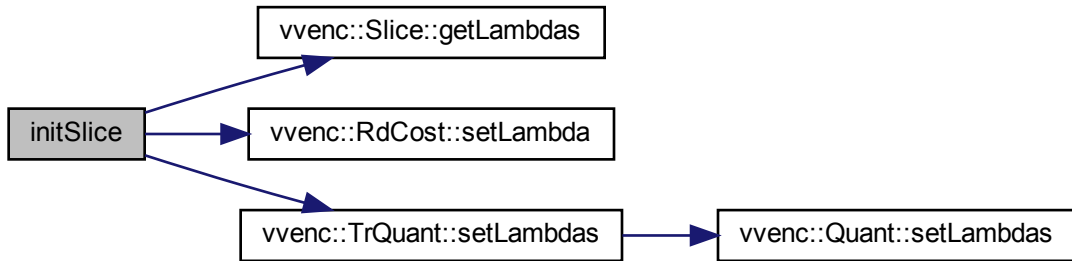 vvenc::Slice::getLambdas
initSlice
vvenc::RdCost::setLambda
vvenc::TrQuant::setLambdas
vvenc::Quant::setLambdas